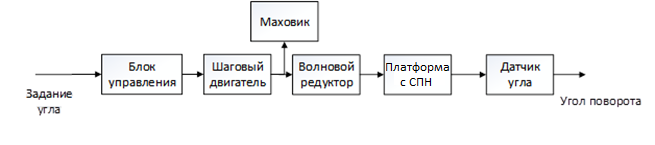 Маховик
Блок
управления
Шаговый
двигатель
Волновой
редуктор
Платформа
с СПН
Датчик
угла
Задание
угла
Угол поворота